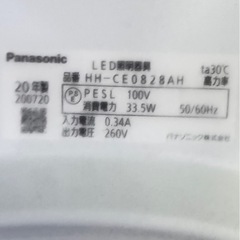 Panasonic
LED照明器具 ta30℃
品番 HH-CE0828AH
20年製
200720
PS E PESL 100V
消費電力 33.5W 50/60Hz
入力電流 0.34A
入力電圧 260V
パナソニック株式会社